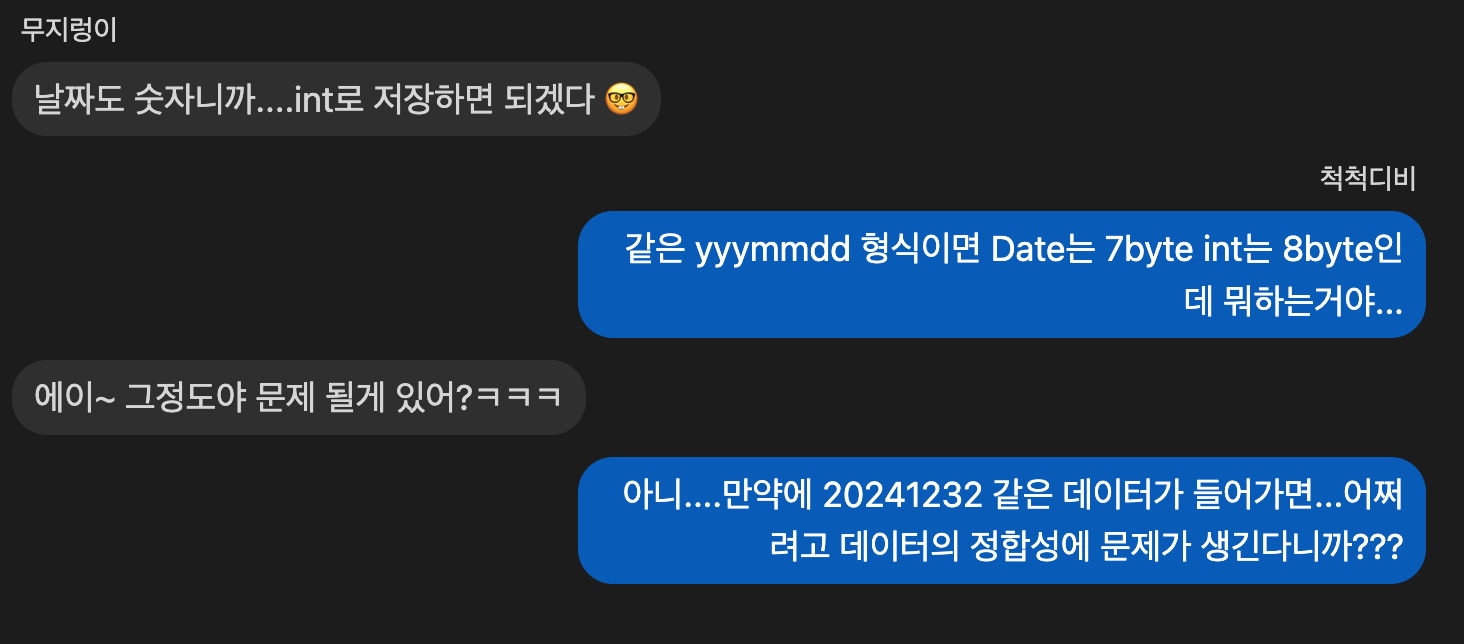 무지렁이
날짜도 숫자니까....int로 저장하면 되겠다 🤓
척척디비
같은 yyymmdd 형식이면 Date는 7byte int는 8byte인
데 뭐하는거야...
에이~ 그정도야 문제 될게 있어?ㅋㅋㅋ
아니....만약에 20241232 같은 데이터가 들어가면...어쩌
려고 데이터의 정합성에 문제가 생긴다니까???